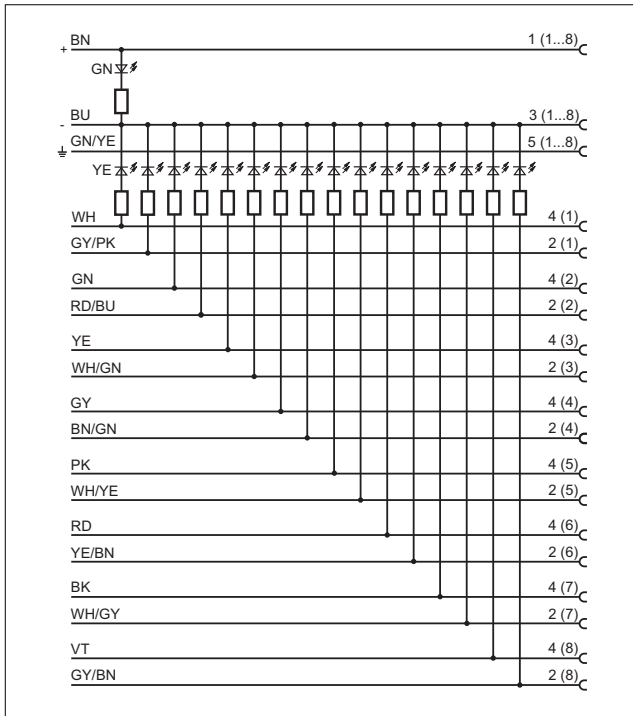 BN 1 (1...8)
+
GN
BU 3 (1...8)
-
GN/YE 5 (1...8)
YE
WH 4 (1)
GY/PK 2 (1)
GN 4 (2)
RD/BU 2 (2)
YE 4 (3)
WH/GN 2 (3)
GY 4 (4)
BN/GN 2 (4)
PK 4 (5)
WH/YE 2 (5)
RD 4 (6)
YE/BN 2 (6)
BK 4 (7)
WH/GY 2 (7)
VT 4 (8)
GY/BN 2 (8)